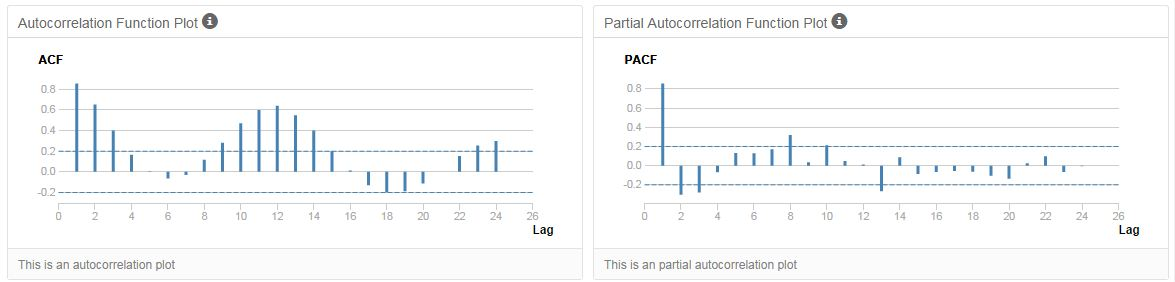 Autocorrelation Function Plot
ACF
0.8
0.6
0.4
0.2
0.0
-0.2
0 2 4 6 8 10 12 14 16 18 20 22 24 26
Lag
This is an autocorrelation plot
Partial Autocorrelation Function Plot
PACF
0.8
0.6
0.4
0.2
0.0
-0.2
0 2 4 6 8 10 12 14 16 18 20 22 24 26
Lag
This is an partial autocorrelation plot